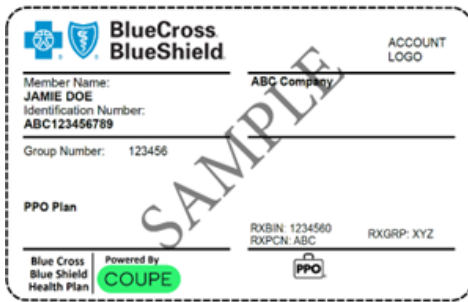 BlueCross
BlueShield
ACCOUNT
LOGO
Member Name:
JAMIE DOE
Identification Number:
ABC123456789
ABC Company
Group Number: 123456
PPO Plan
RXBIN: 1234560
RXPCN: ABC
RXGRP: XYZ
Blue Cross
Blue Shield
Health Plan
Powered By
COUPE
PPO
SAMPLE